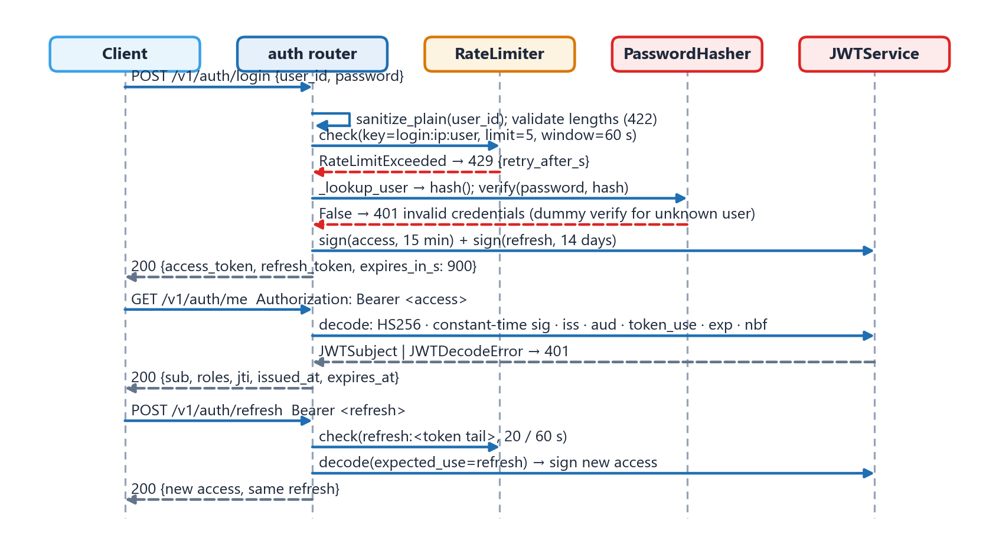 Client
auth router
RateLimiter
PasswordHasher
JWTService
POST /v1/auth/login {user_id, password}
sanitize_plain(user_id); validate lengths (422)
check(key=login:ip:user, limit=5, window=60 s)
RateLimitExceeded → 429 {retry_after_s}
_lookup_user → hash(); verify(password, hash)
False → 401 invalid credentials (dummy verify for unknown user)
sign(access, 15 min) + sign(refresh, 14 days)
200 {access_token, refresh_token, expires_in_s: 900}
GET /v1/auth/me  Authorization: Bearer <access>
decode: HS256 · constant-time sig · iss · aud · token_use · exp · nbf
JWTSubject | JWTDecodeError → 401
200 {sub, roles, jti, issued_at, expires_at}
POST /v1/auth/refresh  Bearer <refresh>
check(refresh:<token tail>, 20 / 60 s)
decode(expected_use=refresh) → sign new access
200 {new access, same refresh}